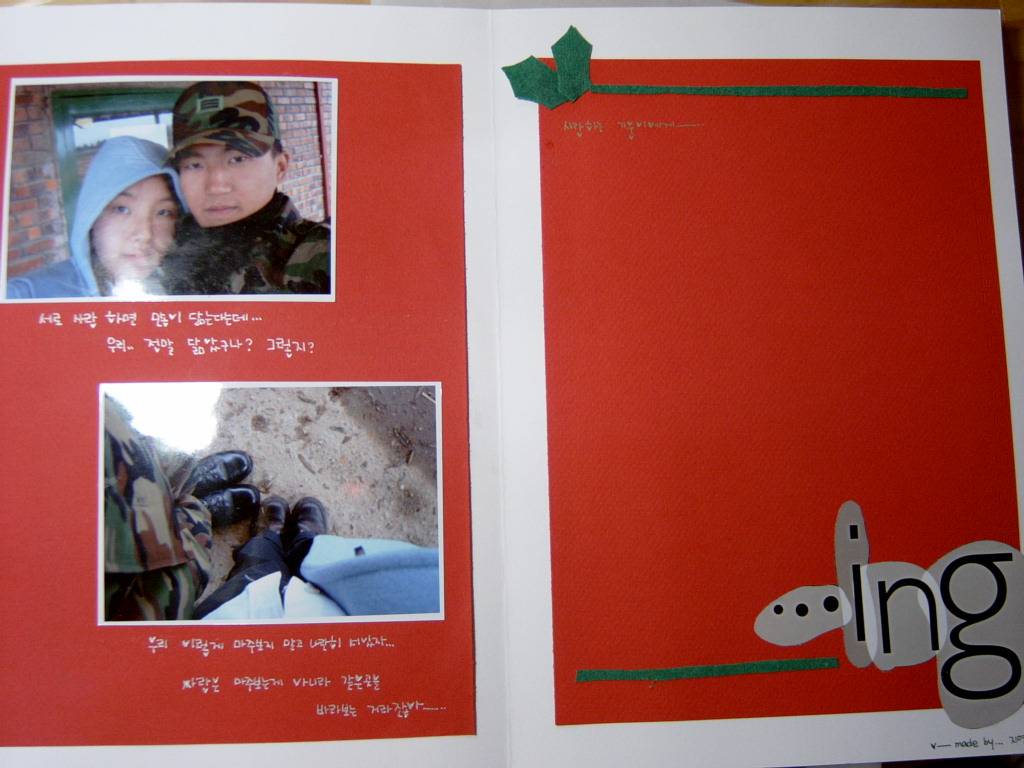 서로 사랑 하면 모습이 닮는다는데...
우리.. 정말 닮았구나? 그렇지?
우리 이렇게 마주보지 말고 나란히 서있자...
사랑은 마주보는게 아니라 같은곳을
바라보는 거라잖아......
사랑하는
...ing
made by...